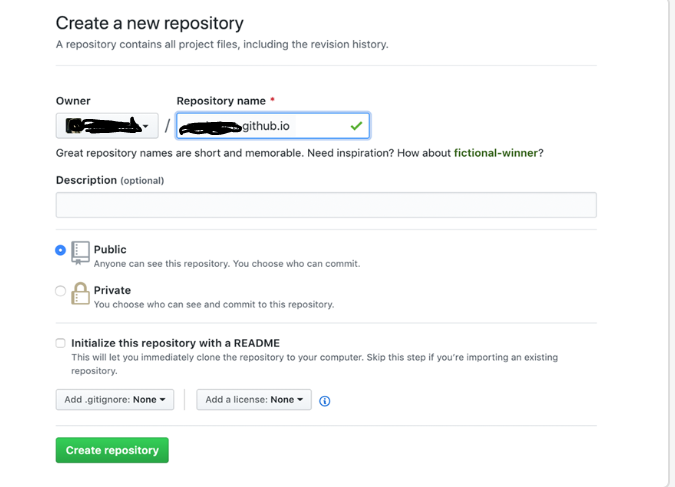 Create a new repository
A repository contains all project files, including the revision history.
Owner
Repository name *
/
.github.io
Great repository names are short and memorable. Need inspiration? How about fictional-winner?
Description (optional)
Public
Anyone can see this repository. You choose who can commit.
Private
You choose who can see and commit to this repository.
Initialize this repository with a README
This will let you immediately clone the repository to your computer. Skip this step if you're importing an existing
repository.
Add .gitignore: None
Add a license: None
Create repository